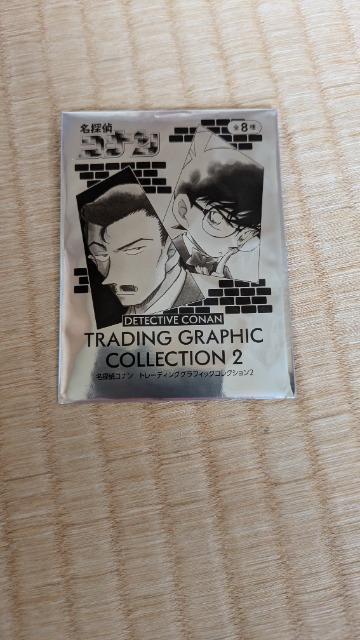 名探偵
コナン
全8種
DETECTIVE CONAN
TRADING GRAPHIC
COLLECTION 2
名探偵コナン トレーディンググラフィックコレクション2